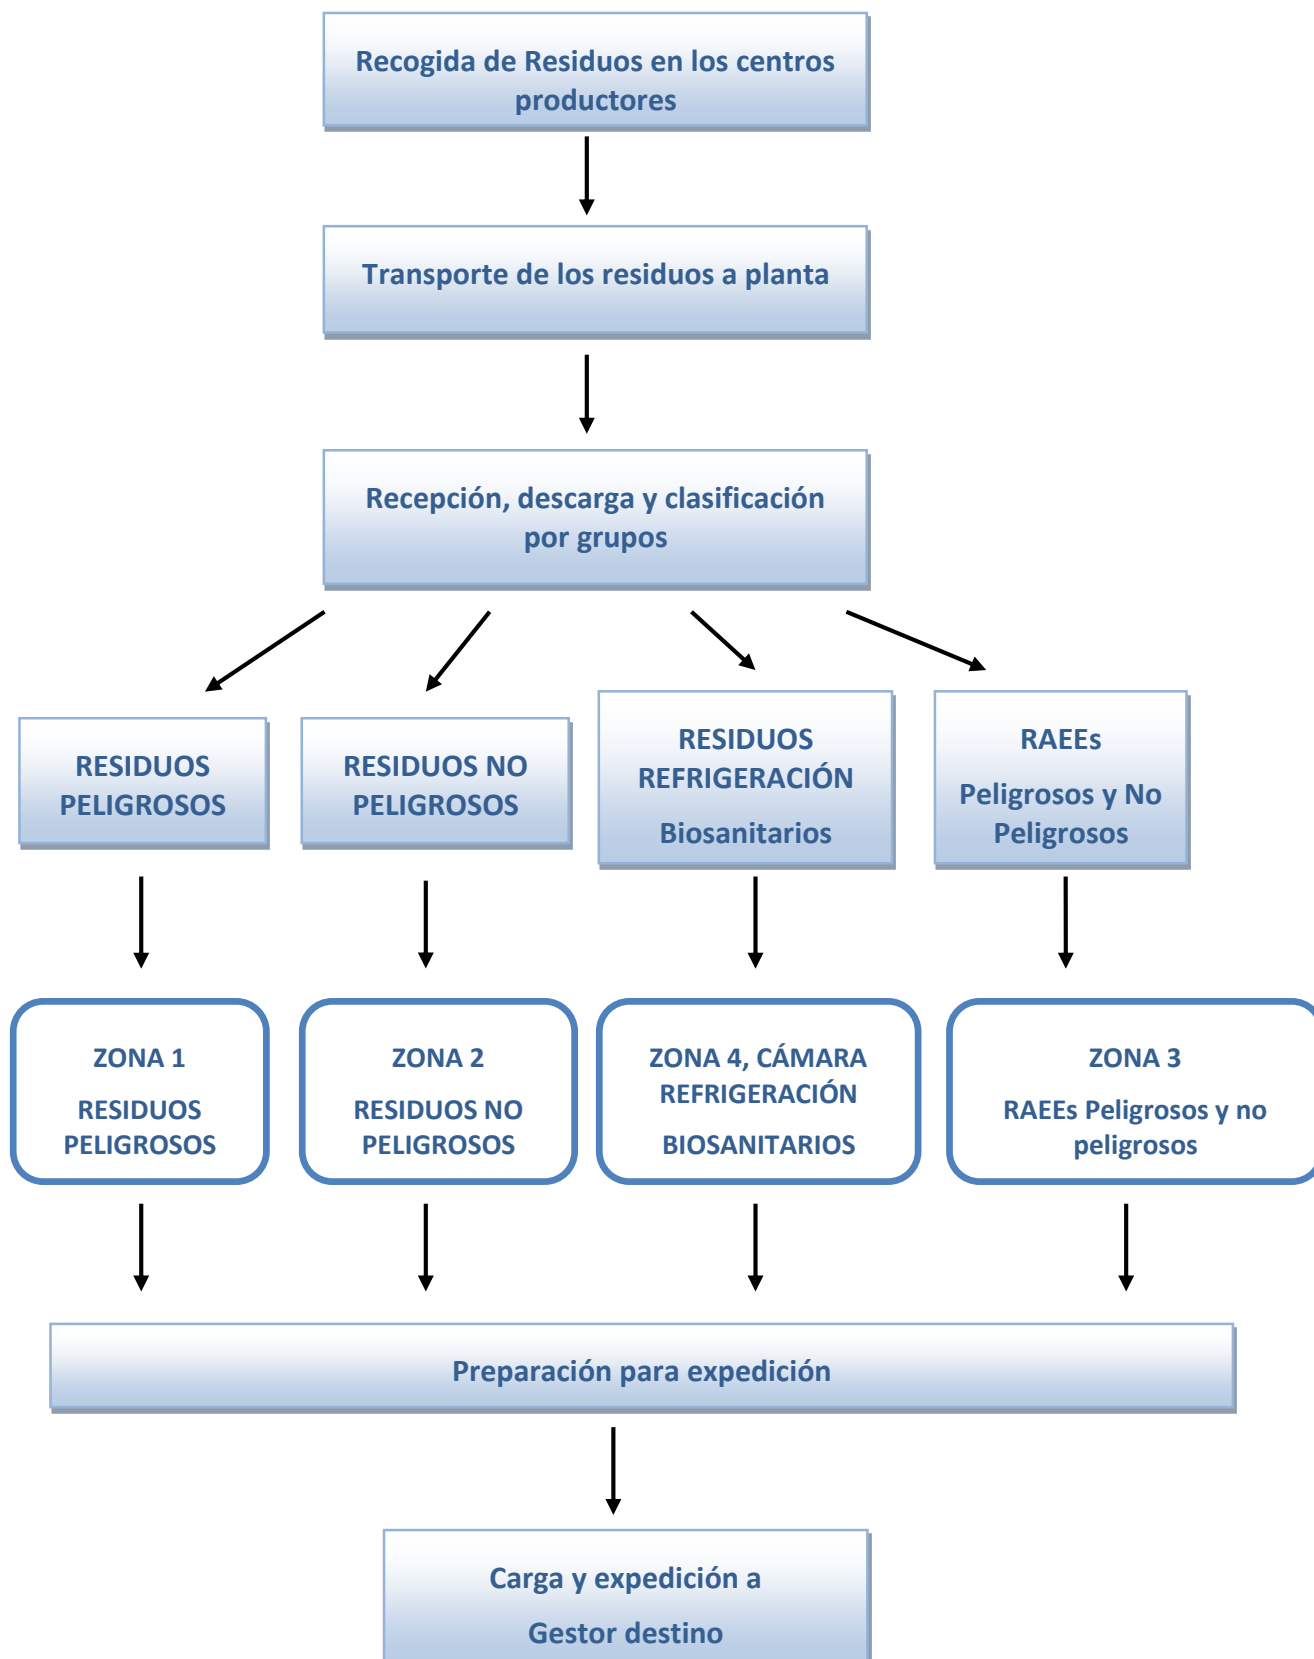 Recogida de Residuos en los centros
productores
Transporte de los residuos a planta
Recepción, descarga y clasificación
por grupos
RESIDUOS
PELIGROSOS
RESIDUOS NO
PELIGROSOS
RESIDUOS
REFRIGERACIÓN
Biosanitarios
RAEEs
Peligrosos y No
Peligrosos
ZONA 1
RESIDUOS
PELIGROSOS
ZONA 2
RESIDUOS NO
PELIGROSOS
ZONA 4, CÁMARA
REFRIGERACIÓN
BIOSANITARIOS
ZONA 3
RAEEs Peligrosos y no
peligrosos
Preparación para expedición
Carga y expedición a
Gestor destino